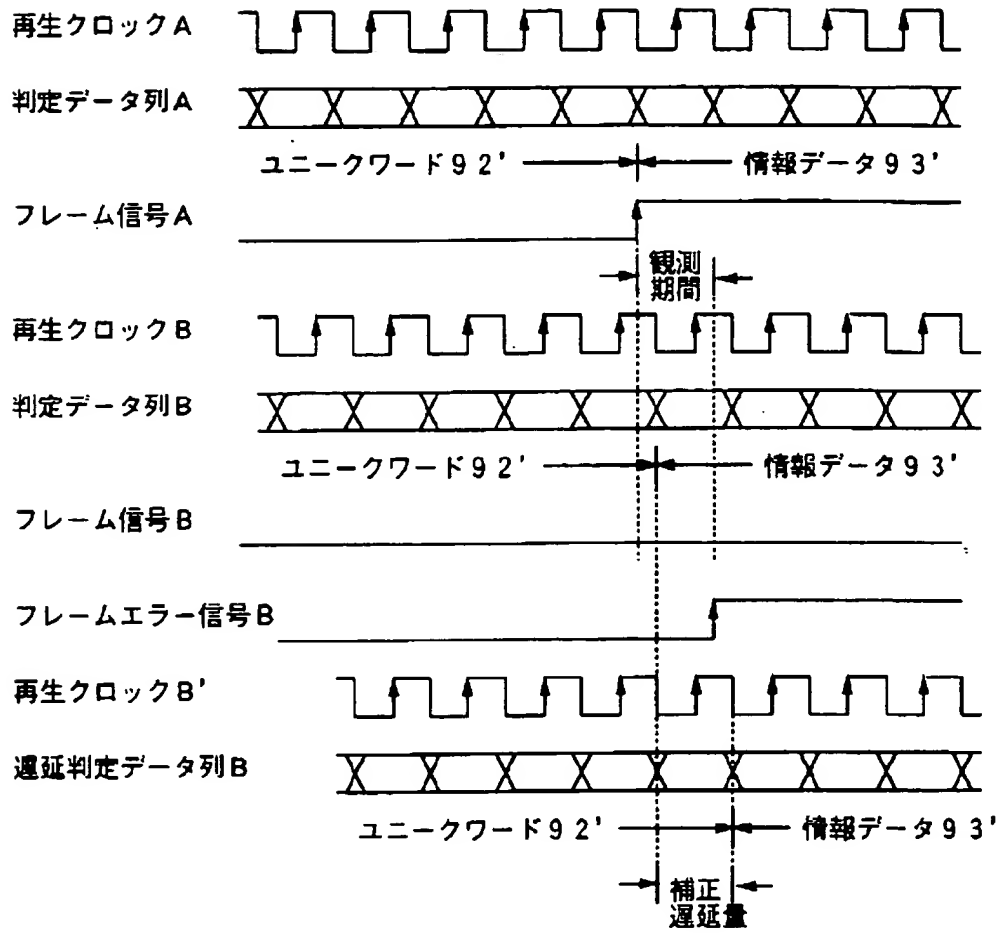 再生クロックA
判定データ列A
ユニークワード92' 情報データ93'
フレーム信号A
観測
期間
再生クロックB
判定データ列B
ユニークワード92' 情報データ93'
フレーム信号B
フレームエラー信号B
再生クロックB'
遅延判定データ列B
ユニークワード92' 情報データ93'
補正
遅延量